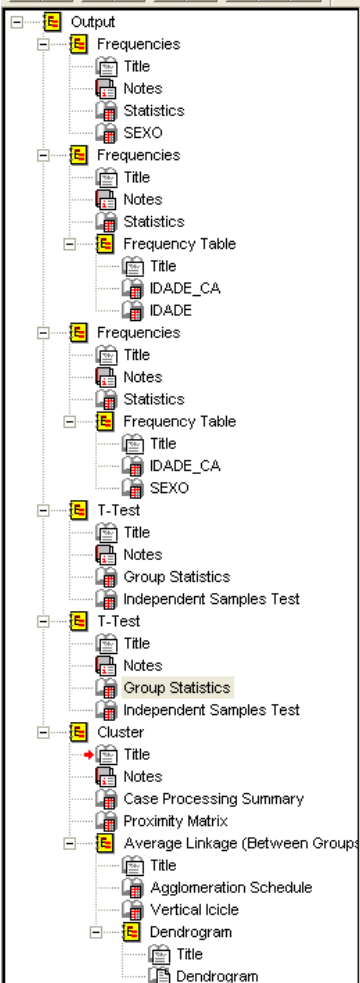 Output
Frequencies
Title
Notes
Statistics
SEXO
Frequencies
Title
Notes
Statistics
Frequency Table
Title
IDADE_CA
IDADE
Frequencies
Title
Notes
Statistics
Frequency Table
Title
IDADE_CA
SEXO
T-Test
Title
Notes
Group Statistics
Independent Samples Test
T-Test
Title
Notes
Group Statistics
Independent Samples Test
Cluster
Title
Notes
Case Processing Summary
Proximity Matrix
Average Linkage (Between Groups
Title
Agglomeration Schedule
Vertical Icicle
Dendrogram
Title
Dendrogram